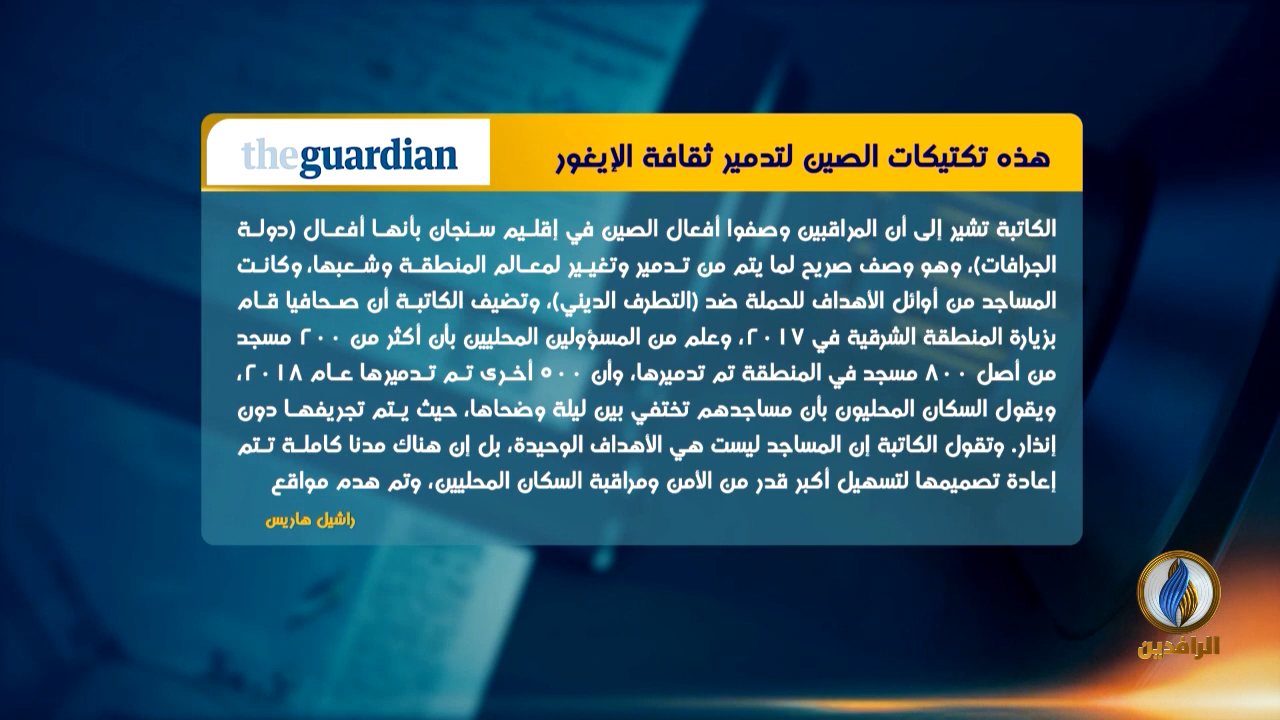 هذه تكتيكات الصين لتدمير ثقافة الإيغور
theguardian
الكاتبة تشير إلى أن المراقبين وصفوا أفعال الصين في إقليم سنجان بأنها أفعال (دولة
الجرافات)، وهو وصف صريح لما يتم من تدمير وتغيير لمعالم المنطقة وشعبها، وكانت
المساجد من أوائل الأهداف للحملة ضد (التطرف الديني)، وتضيف الكاتبة أن صحافيا قام
بزيارة المنطقة الشرقية في ٢٠١٧، وعلم من المسؤولين المحليين بأن أكثر من ٢٠٠ مسجد
من أصل ٨٠٠ مسجد في المنطقة تم تدميرها، وأن ٥٠٠ أخرى تم تدميرها عام ٢٠١٨،
ويقول السكان المحليون بأن مساجدهم تختفي بين ليلة وضحاها، حيث يتم تجريفها دون
إنذار. وتقول الكاتبة إن المساجد ليست هي الأهداف الوحيدة، بل إن هناك مدنا كاملة تتم
إعادة تصميمها لتسهيل أكبر قدر من الأمن ومراقبة السكان المحليين، وتم هدم مواقع
راشيل هاريس
الرافدين